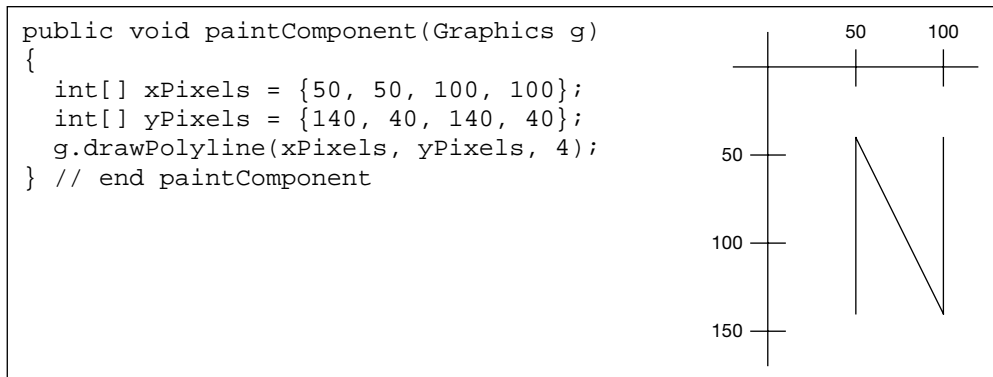 public void paintComponent(Graphics g)
{
  int[] xPixels = {50, 50, 100, 100};
  int[] yPixels = {140, 40, 140, 40};
  g.drawPolyline(xPixels, yPixels, 4);
} // end paintComponent
50 100
50
100
150